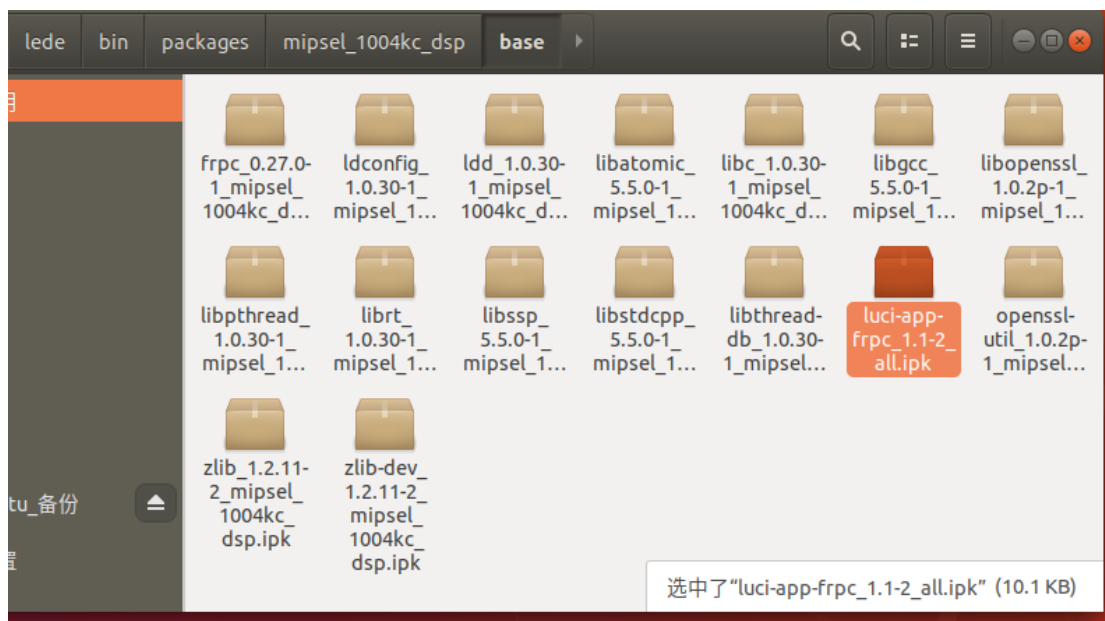 lede bin packages mipsel_1004kc_dsp base
frpc_0.27.0-
1_mipsel_
1004kc_d...
ldconfig_
1.0.30-1_
mipsel_1...
ldd_1.0.30-
1_mipsel_
1004kc_d...
libatomic_
5.5.0-1_
mipsel_1...
libc_1.0.30-
1_mipsel_
1004kc_d...
libgcc_
5.5.0-1_
mipsel_1...
libopenssl_
1.0.2p-1_
mipsel_1...
libpthread_
1.0.30-1_
mipsel_1...
librt_
1.0.30-1_
mipsel_1...
libssp_
5.5.0-1_
mipsel_1...
libstdcpp_
5.5.0-1_
mipsel_1...
libthread-
db_1.0.30-
1_mipsel...
luci-app-
frpc_1.1-2_
all.ipk
openssl-
util_1.0.2p-
1_mipsel...
zlib_1.2.11-
2_mipsel_
1004kc_
dsp.ipk
zlib-dev_
1.2.11-2_
mipsel_
1004kc_
dsp.ipk
tu_备份
选中了“luci-app-frpc_1.1-2_all.ipk” (10.1 KB)